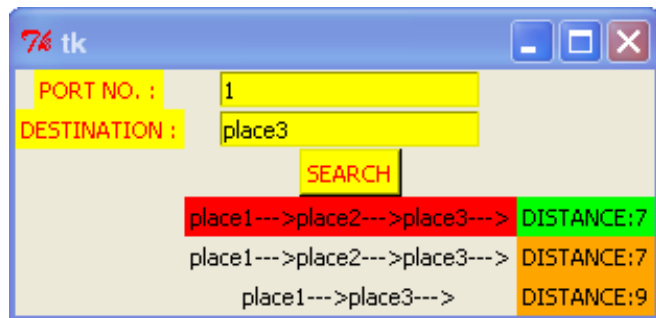 tk
PORT NO. : 1
DESTINATION : place3
SEARCH
place1--->place2--->place3---> DISTANCE:7
place1--->place2--->place3---> DISTANCE:7
place1--->place3---> DISTANCE:9